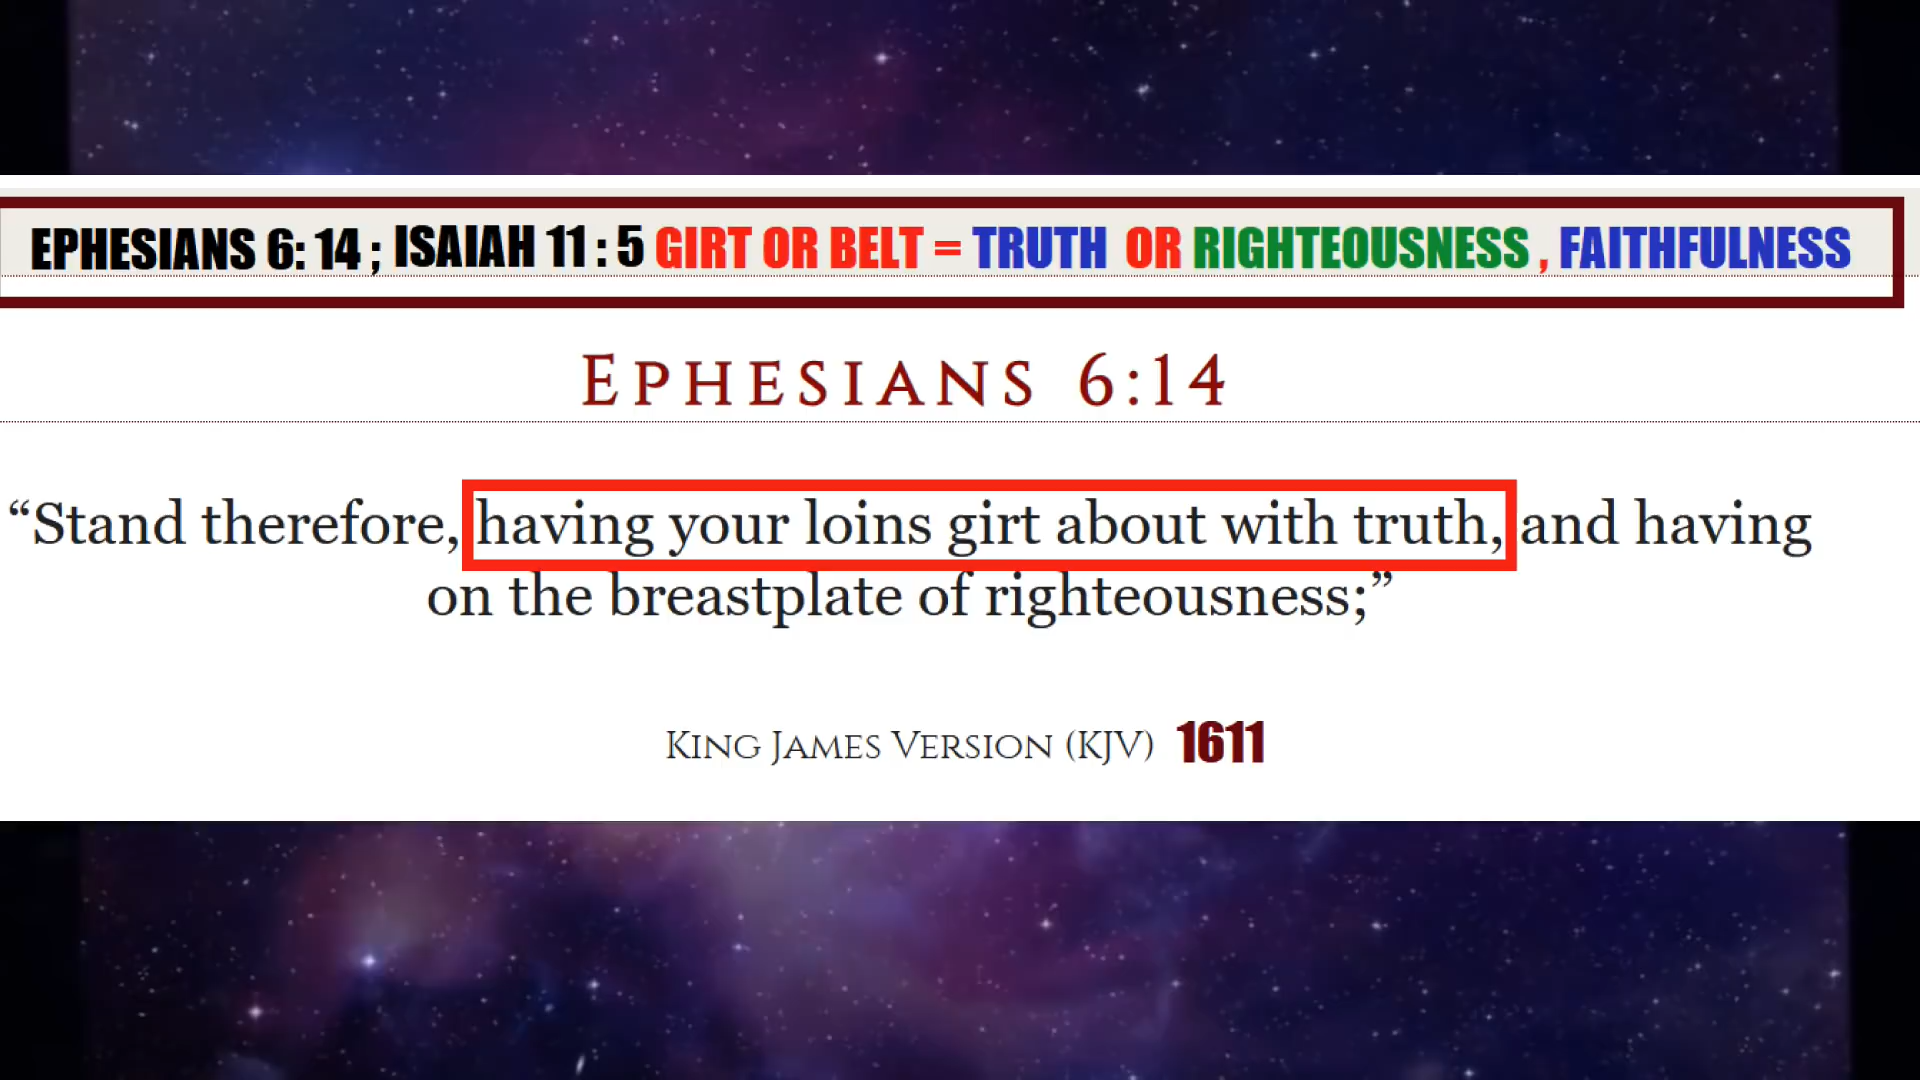 EPHESIANS 6: 14 ; ISAIAH 11 : 5 GIRT OR BELT = TRUTH OR RIGHTEOUSNESS , FAITHFULNESS
EPHESIANS 6:14
“Stand therefore, having your loins girt about with truth, and having
on the breastplate of righteousness;”
KING JAMES VERSION (KJV) 1611